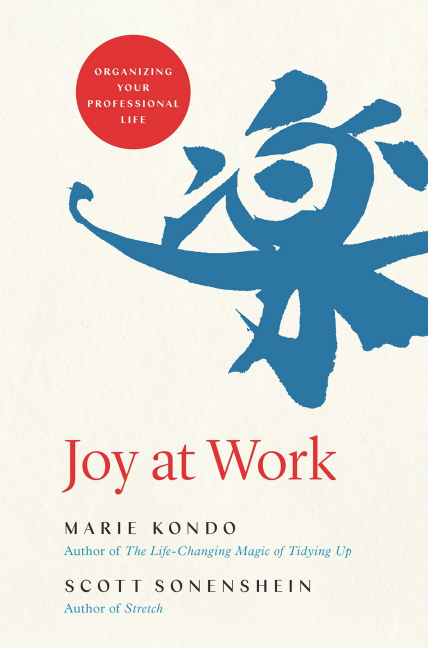 ORGANIZING
YOUR
PROFESSIONAL
LIFE
楽
Joy at Work
MARIE KONDO
Author of The Life-Changing Magic of Tidying Up
SCOTT SONENSHEIN
Author of Stretch